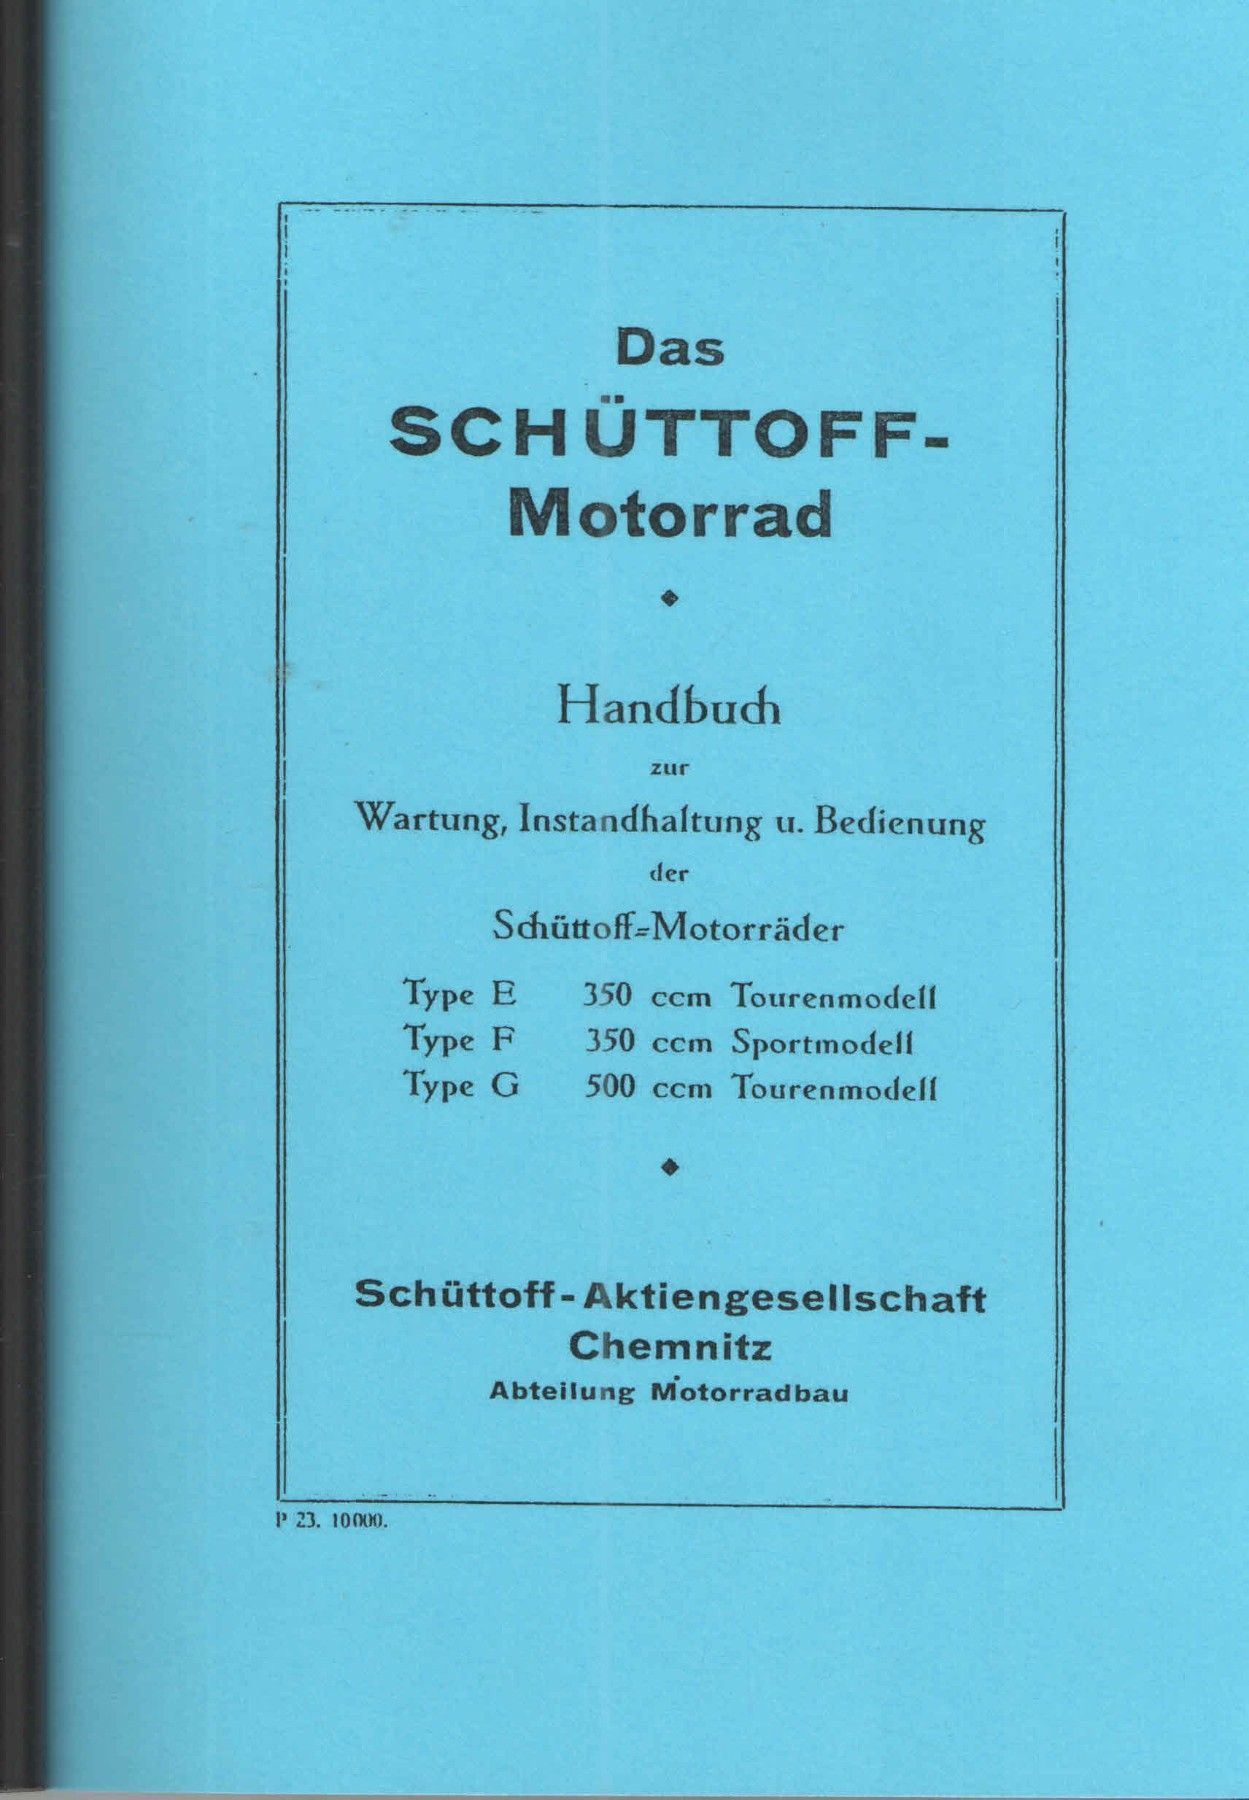 Das
SCHÜTTOFF-
Motorrad
Handbuch
zur
Wartung, Instandhaltung u. Bedienung
der
Schüttoff-Motorräder
Type E 350 ccm Tourenmodell
Type F 350 ccm Sportmodell
Type G 500 ccm Tourenmodell
Schüttoff-Aktiengesellschaft
Chemnitz
Abteilung Motorradbau
P 23. 10000.